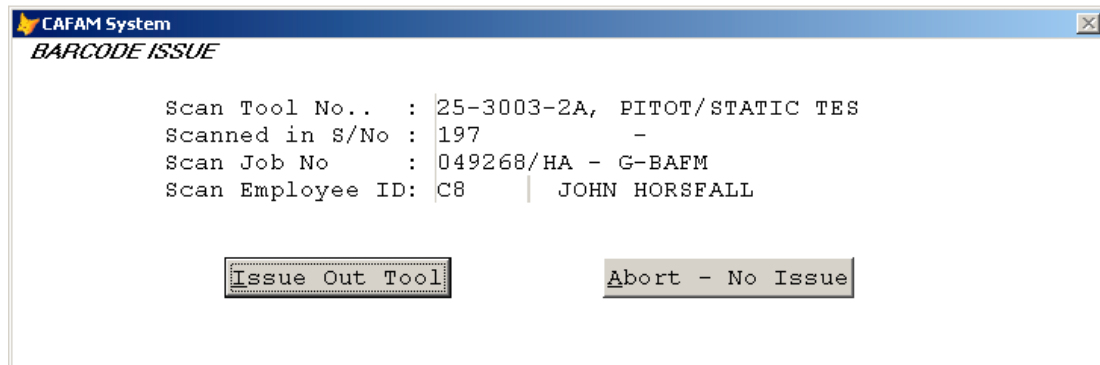 CAFAM System
BARCODE ISSUE
Scan Tool No.. : 25-3003-2A, PITOT/STATIC TES
Scanned in S/No : 197 -
Scan Job No : 049268/HA - G-BAFM
Scan Employee ID: C8 JOHN HORSFALL
Issue Out Tool Abort - No Issue